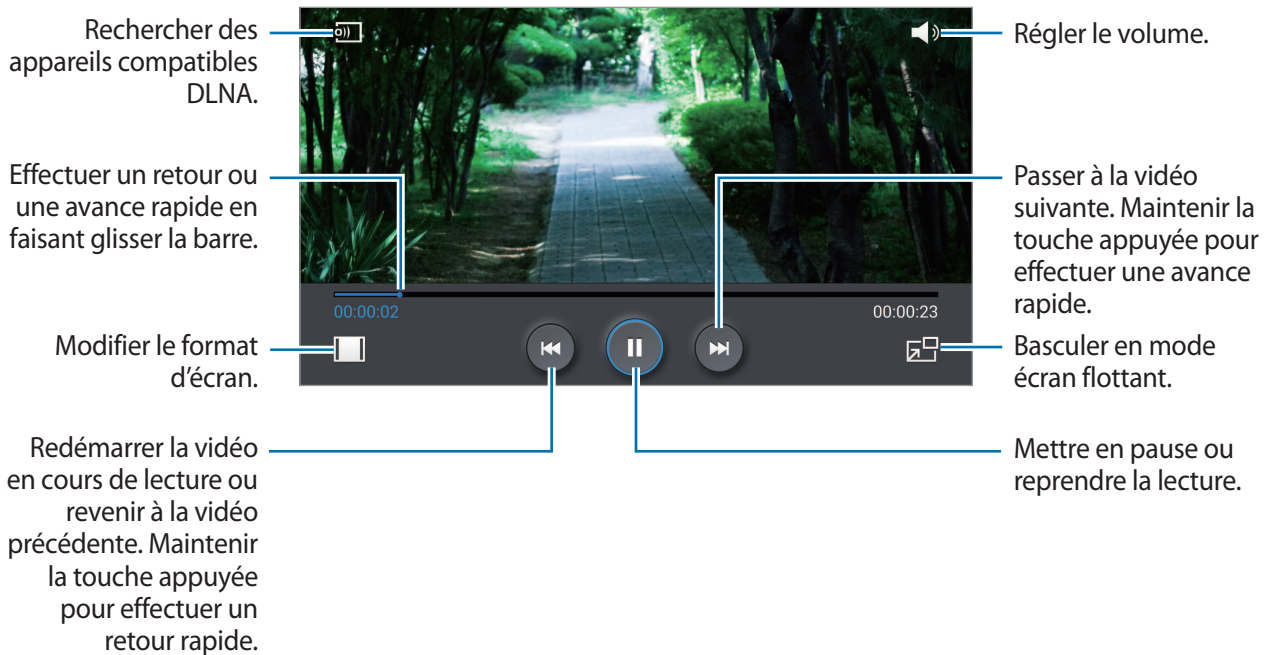 Rechercher des
appareils compatibles
DLNA.
Effectuer un retour ou
une avance rapide en
faisant glisser la barre.
Modifier le format
d'écran.
Redémarrer la vidéo
en cours de lecture ou
revenir à la vidéo
précédente. Maintenir
la touche appuyée
pour effectuer un
retour rapide.
00:00:02
00:00:23
Régler le volume.
Passer à la vidéo
suivante. Maintenir la
touche appuyée pour
effectuer une avance
rapide.
Basculer en mode
écran flottant.
Mettre en pause ou
reprendre la lecture.